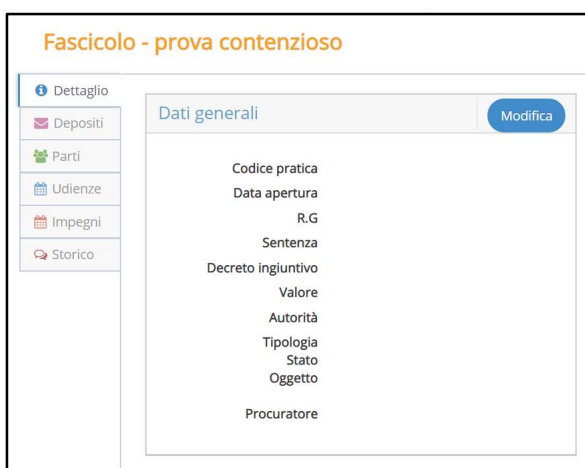 Fascicolo - prova contenzioso
Dettaglio
Depositi
Parti
Udienze
Impegni
Storico
Dati generali
Modifica
Codice pratica
Data apertura
R.G
Sentenza
Decreto ingiuntivo
Valore
Autorità
Tipologia
Stato
Oggetto
Procuratore